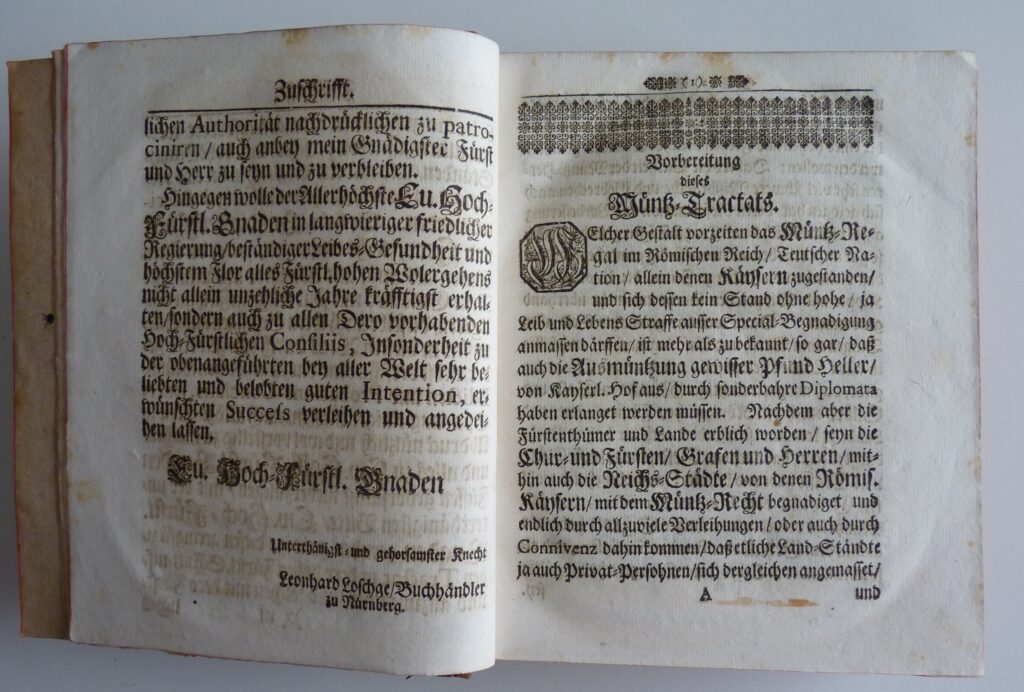 Zuschrifft.
lichen Authorität nachdrücklichen zu patro-
ciniren / auch anbey mein Gnädigster Fürst
und Herr zu seyn und zu verbleiben.
Hingegen wolle der Allerhöchste Eu. Hoch-
Fürstl. Gnaden in langwieriger friedlicher
Regierung/beständiger Leibes-Gesundheit und
höchstem Flor alles Fürstl. hohen Wolergehens
nicht allein unzehliche Jahre kräfftigst erhal-
ten/sondern auch zu allen Dero vorhabenden
Hoch-Fürstlichen Consiliis, Insonderheit zu
der obenangeführten bey aller Welt sehr be-
liebten und belobten guten Intention, er-
wünschten Success verleihen und angedei-
hen lassen.
Eu. Hoch-Fürstl. Gnaden
Unterthänigst- und gehorsamster Knecht
Leonhard Loschge/Buchhändler
zu Nürnberg.
(1)
Vorbereitung
dieses
Müntz-Tractats.
WElcher Gestalt vorzeiten das Müntz-Re-
gal im Römischen Reich / Teutscher Na-
tion / allein denen Käysern zugestanden/
und sich dessen kein Stand ohne hohe / ja
Leib und Lebens Straffe ausser Special-Begnadigung
anmassen därffen / ist mehr als zu bekannt / so gar / daß
auch die Ausmüntzung gewisser Pfund Heller/
von Kayserl. Hof aus / durch sonderbahre Diplomata
haben erlanget werden müssen. Nachdem aber die
Fürstenthümer und Lande erblich worden / seyn die
Chur-und Fürsten/ Grafen und Herren/ mit-
hin auch die Reichs-Städte / von denen Römis.
Käysern / mit dem Müntz-Recht begnadiget / und
endlich durch allzuviele Verleihungen / oder auch durch
Connivenz dahin kommen / daß etliche Land-Stände
ja auch Privat-Persohnen/sich dergleichen angemasset/
A und